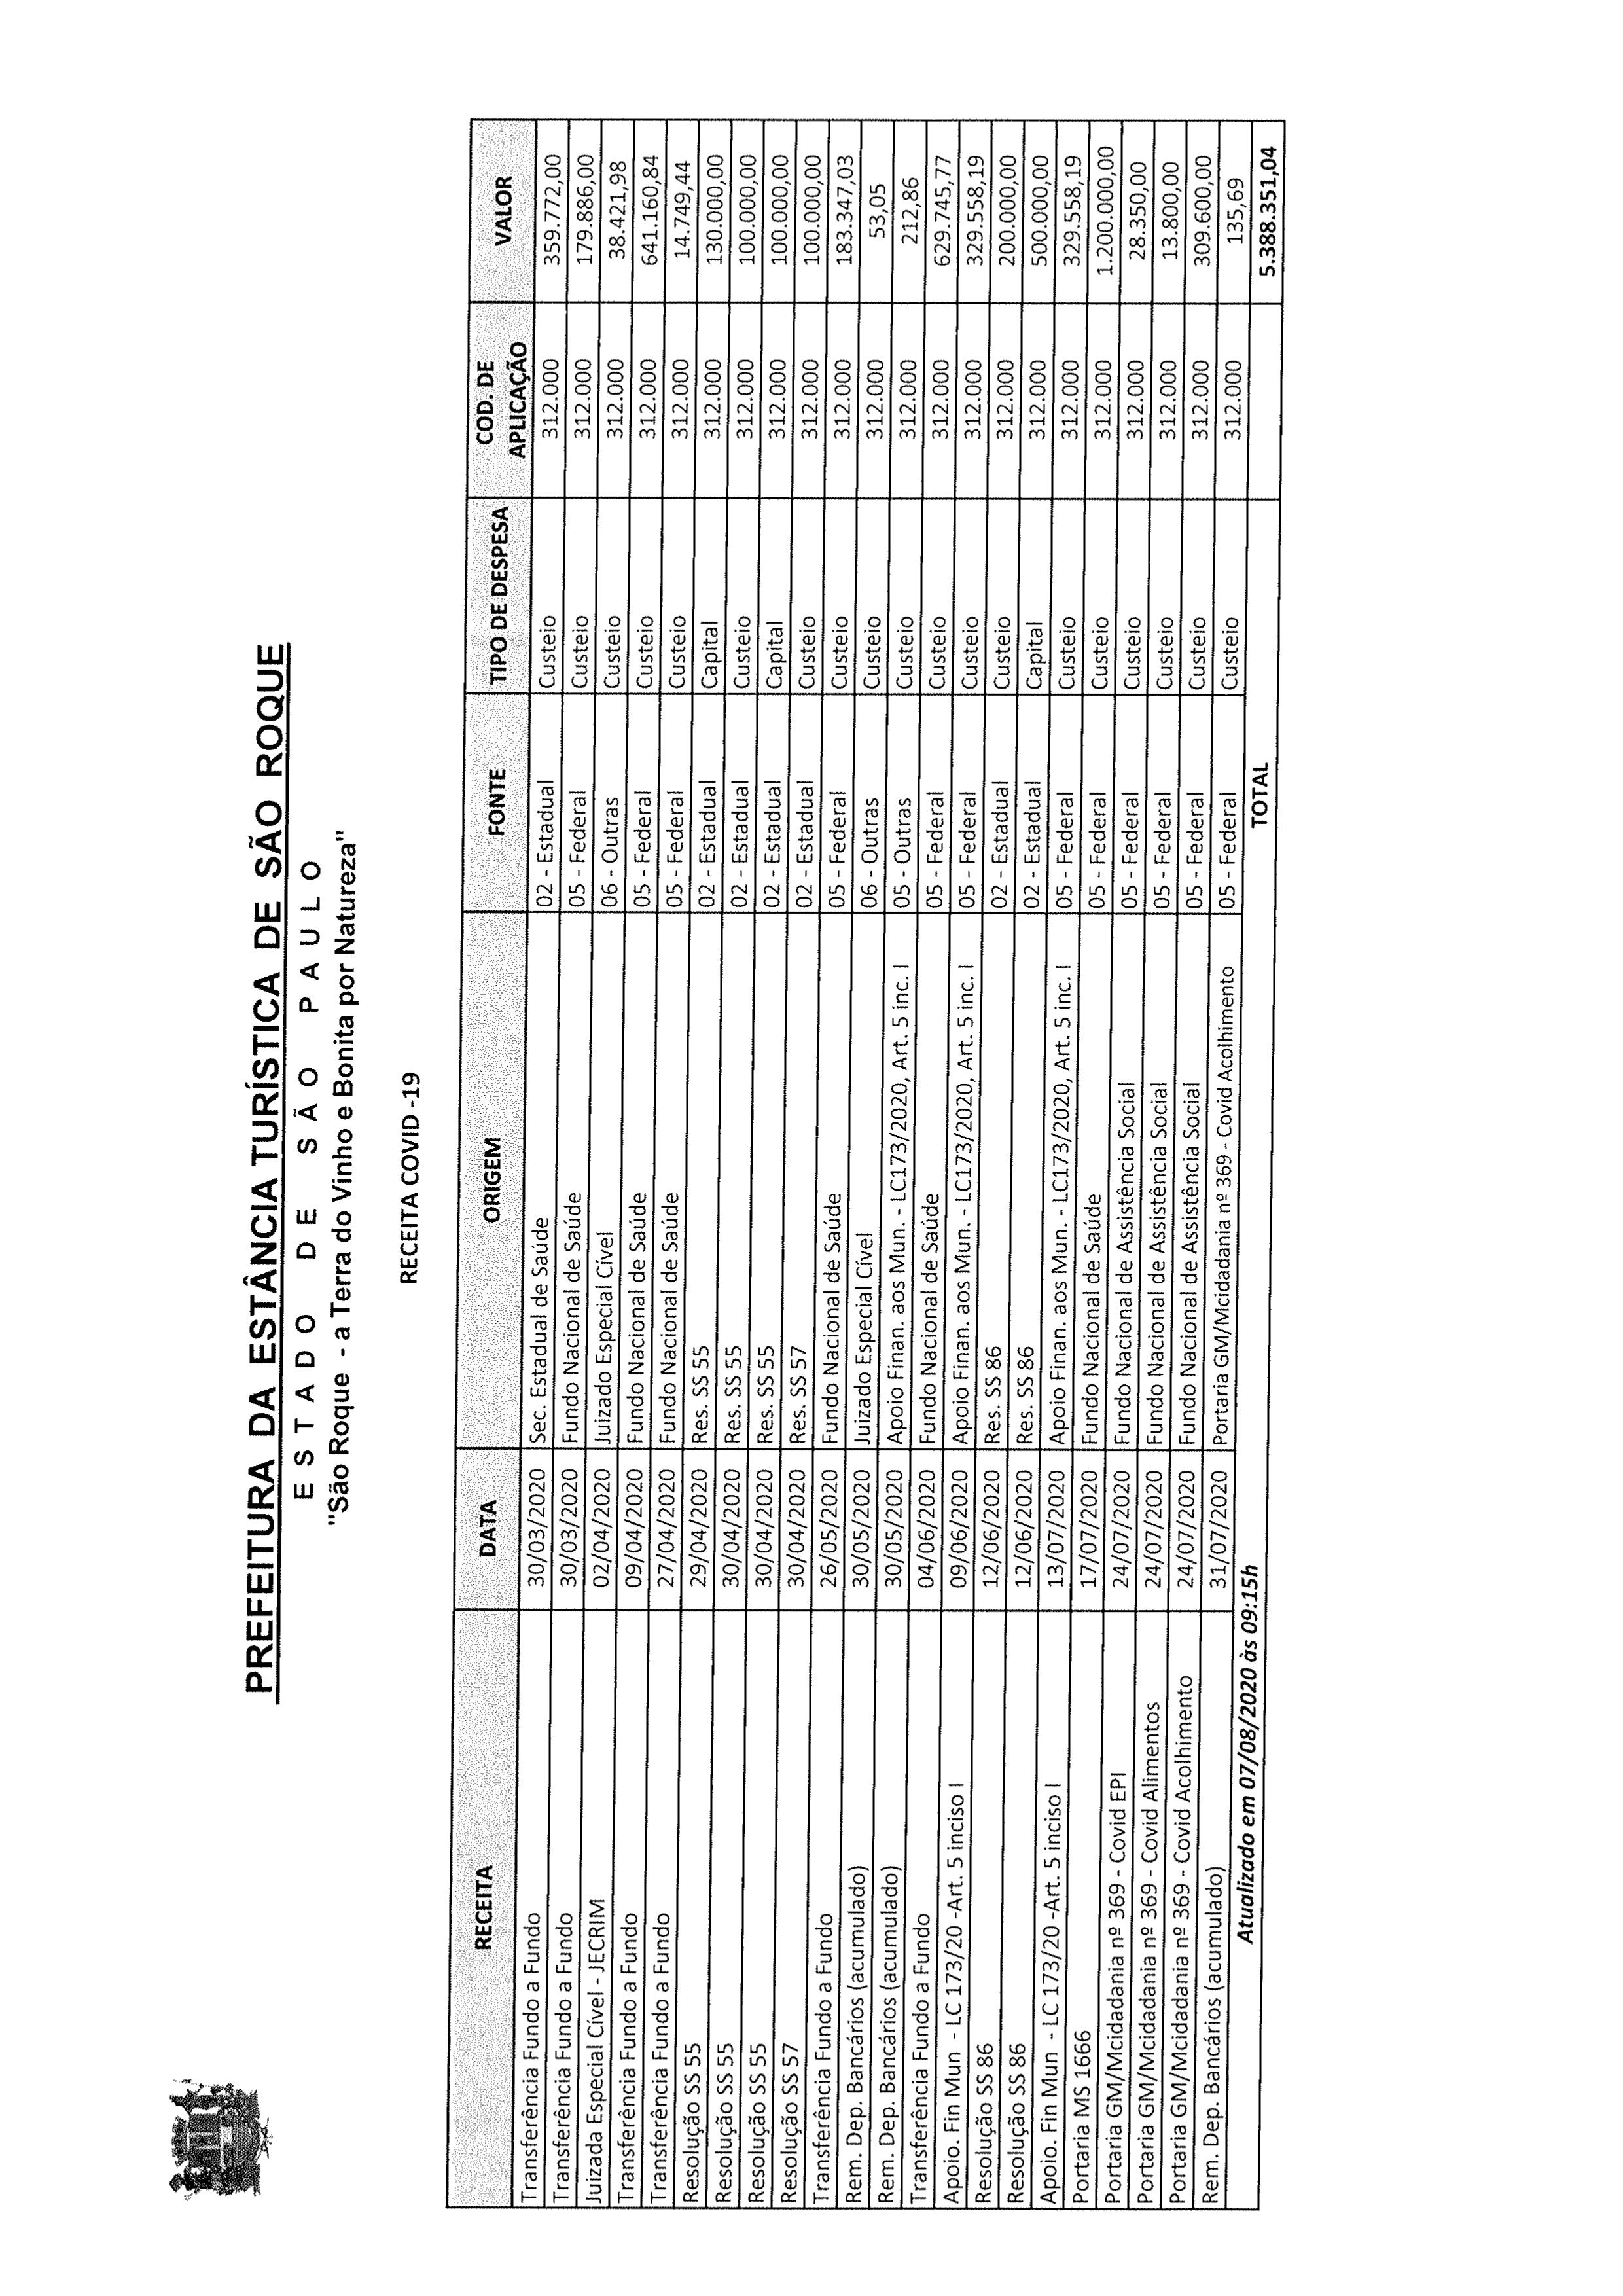 PREFEITURA DA ESTÂNCIA TURÍSTICA DE SÃO ROQUE
ESTADO DE SÃO PAULO
"São Roque - a Terra do Vinho e Bonita por Natureza"
RECEITA COVID -19
RECEITA DATA ORIGEM FONTE TIPO DE DESPESA COD. DE APLICAÇÃO VALOR
Transferência Fundo a Fundo 30/03/2020 Sec. Estadual de Saúde 02 - Estadual Custeio 312.000 359.772,00
Transferência Fundo a Fundo 30/03/2020 Fundo Nacional de Saúde 05 - Federal Custeio 312.000 179.886,00
Juizada Especial Cível - JECRIM 02/04/2020 Juizado Especial Cível 06 - Outras Custeio 312.000 38.421,98
Transferência Fundo a Fundo 09/04/2020 Fundo Nacional de Saúde 05 - Federal Custeio 312.000 641.160,84
Transferência Fundo a Fundo 27/04/2020 Fundo Nacional de Saúde 05 - Federal Custeio 312.000 14.749,44
Resolução SS 55 29/04/2020 Res. SS 55 02 - Estadual Capital 312.000 130.000,00
Resolução SS 55 30/04/2020 Res. SS 55 02 - Estadual Custeio 312.000 100.000,00
Resolução SS 55 30/04/2020 Res. SS 55 02 - Estadual Capital 312.000 100.000,00
Resolução SS 57 30/04/2020 Res. SS 57 02 - Estadual Custeio 312.000 100.000,00
Transferência Fundo a Fundo 26/05/2020 Fundo Nacional de Saúde 05 - Federal Custeio 312.000 183.347,03
Rem. Dep. Bancários (acumulado) 30/05/2020 Juizado Especial Cível 06 - Outras Custeio 312.000 53,05
Rem. Dep. Bancários (acumulado) 30/05/2020 Apoio Finan. aos Mun. - LC173/2020, Art. 5 inc. I 05 - Outras Custeio 312.000 212,86
Transferência Fundo a Fundo 04/06/2020 Fundo Nacional de Saúde 05 - Federal Custeio 312.000 629.745,77
Apoio. Fin Mun - LC 173/20 -Art. 5 inciso I 09/06/2020 Apoio Finan. aos Mun. - LC173/2020, Art. 5 inc. I 05 - Federal Custeio 312.000 329.558,19
Resolução SS 86 12/06/2020 Res. SS 86 02 - Estadual Custeio 312.000 200.000,00
Resolução SS 86 12/06/2020 Res. SS 86 02 - Estadual Capital 312.000 500.000,00
Apoio. Fin Mun - LC 173/20 -Art. 5 inciso I 13/07/2020 Apoio Finan. aos Mun. - LC173/2020, Art. 5 inc. I 05 - Federal Custeio 312.000 329.558,19
Portaria MS 1666 17/07/2020 Fundo Nacional de Saúde 05 - Federal Custeio 312.000 1.200.000,00
Portaria GM/Mcidadania nº 369 - Covid EPI 24/07/2020 Fundo Nacional de Assistência Social 05 - Federal Custeio 312.000 28.350,00
Portaria GM/Mcidadania nº 369 - Covid Alimentos 24/07/2020 Fundo Nacional de Assistência Social 05 - Federal Custeio 312.000 13.800,00
Portaria GM/Mcidadania nº 369 - Covid Acolhimento 24/07/2020 Fundo Nacional de Assistência Social 05 - Federal Custeio 312.000 309.600,00
Rem. Dep. Bancários (acumulado) 31/07/2020 Portaria GM/Mcidadania nº 369 - Covid Acolhimento 05 - Federal Custeio 312.000 135,69
Atualizado em 07/08/2020 às 09:15h TOTAL 5.388.351,04